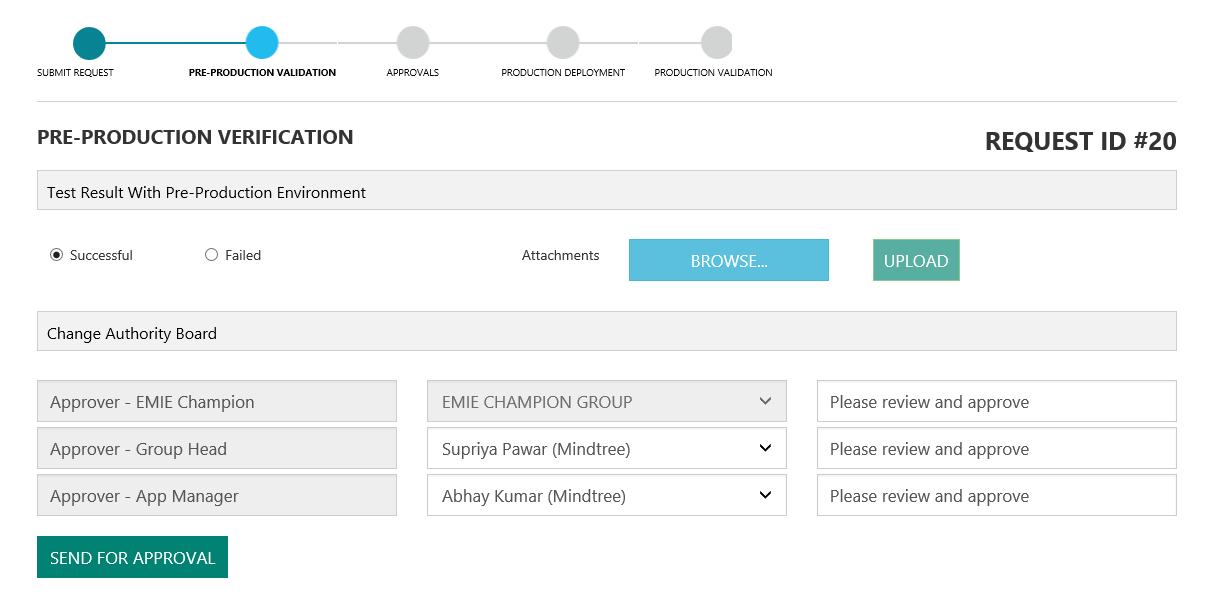 SUBMIT REQUEST PRE-PRODUCTION VALIDATION APPROVALS PRODUCTION DEPLOYMENT PRODUCTION VALIDATION
PRE-PRODUCTION VERIFICATION
REQUEST ID #20
Test Result With Pre-Production Environment
Successful Failed Attachments BROWSE... UPLOAD
Change Authority Board
Approver - EMIE Champion EMIE CHAMPION GROUP Please review and approve
Approver - Group Head Supriya Pawar (Mindtree) Please review and approve
Approver - App Manager Abhay Kumar (Mindtree) Please review and approve
SEND FOR APPROVAL